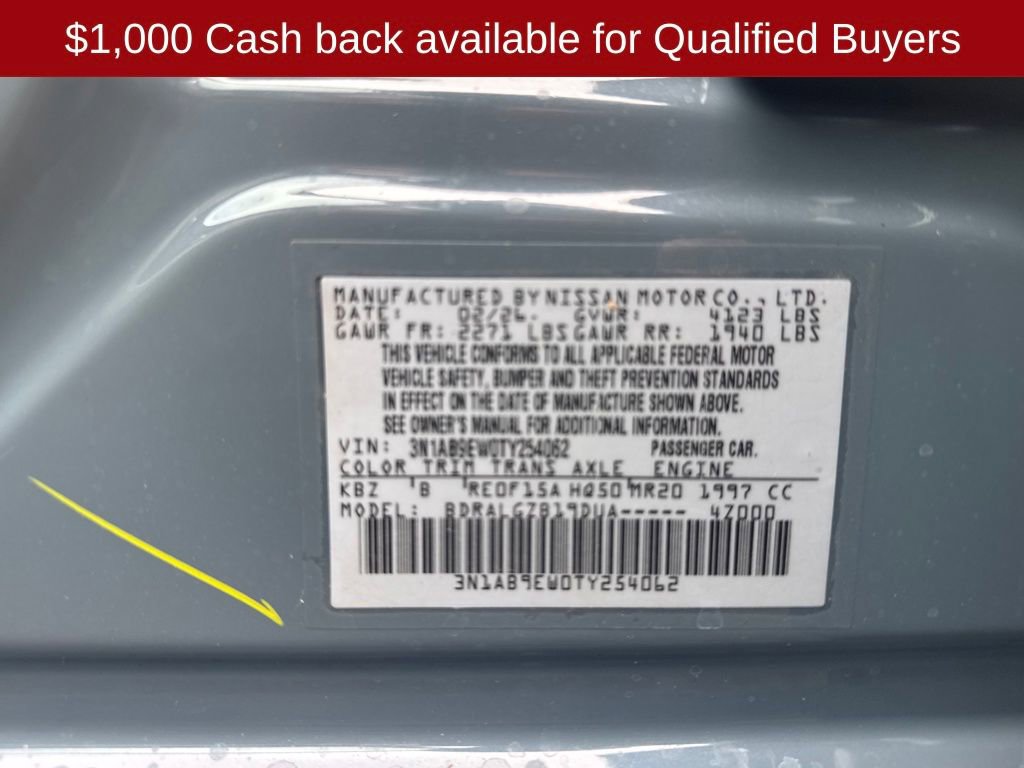 $1,000 Cash back available for Qualified Buyers
MANUFACTURED BY NISSAN MOTOR CO., LTD.
DATE: 02/26. GVWR: 4123 LBS
GAWR FR: 2271 LBS GAWR RR: 1940 LBS
THIS VEHICLE CONFORMS TO ALL APPLICABLE FEDERAL MOTOR
VEHICLE SAFETY, BUMPER AND THEFT PREVENTION STANDARDS
IN EFFECT ON THE DATE OF MANUFACTURE SHOWN ABOVE.
SEE OWNER'S MANUAL FOR ADDITIONAL INFORMATION.
VIN: 3N1AB9EW0TY254062 PASSENGER CAR.
COLOR TRIM TRANS AXLE ENGINE
KBZ B RE0F15A HQ50 MR20 1997 CC
MODEL: BDRALGZB19DUA----- 4Z000
3N1AB9EW0TY254062